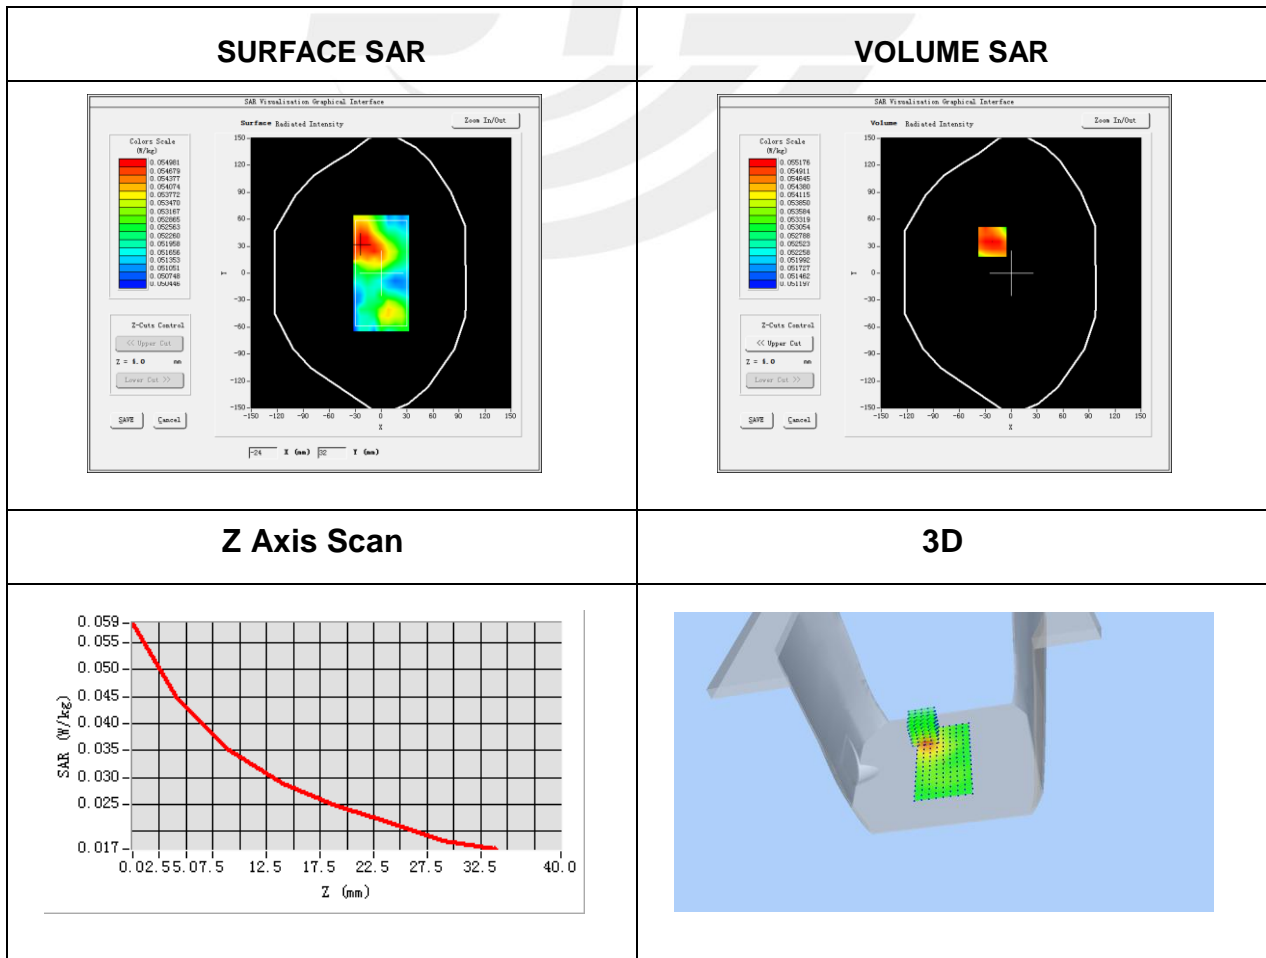 SURFACE SAR
VOLUME SAR
SAR Visualisation Graphical Interface
Surface Radiated Intensity
Zoom In/Out
Colors Scale
(W/kg)
0.054981
0.054679
0.054377
0.054074
0.053772
0.053470
0.053167
0.052865
0.052563
0.052260
0.051958
0.051656
0.051353
0.051051
0.050748
0.050446
Z-Cuts Control
<< Upper Cut
Z = 4.0 mm
Lower Cut >>
SAVE Cancel
150
120
90
60
30
0
-30
-60
-90
-120
-150
Y
-150 -120 -90 -60 -30 0 30 60 90 120 150
X
-24 X (mm) 32 Y (mm)
SAR Visualisation Graphical Interface
Volume Radiated Intensity
Zoom In/Out
Colors Scale
(W/kg)
0.055176
0.054911
0.054645
0.054380
0.054115
0.053850
0.053584
0.053319
0.053054
0.052788
0.052523
0.052258
0.051992
0.051727
0.051462
0.051197
Z-Cuts Control
<< Upper Cut
Z = 4.0 mm
Lower Cut >>
SAVE Cancel
150
120
90
60
30
0
-30
-60
-90
-120
-150
Y
-150 -120 -90 -60 -30 0 30 60 90 120 150
X
Z Axis Scan
3D
0.059
0.055
0.050
0.045
0.040
0.035
0.030
0.025
0.017
SAR (W/kg)
0.02.55.07.5 12.5 17.5 22.5 27.5 32.5 40.0
Z (mm)